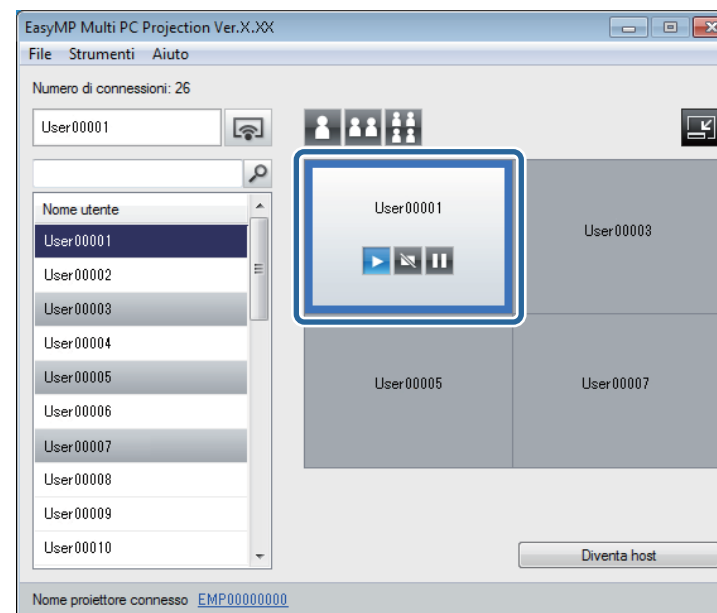 EasyMP Multi PC Projection Ver.X.XX
File Strumenti Aiuto
Numero di connessioni: 26
User00001
Nome utente
User00001
User00002
User00003
User00004
User00005
User00006
User00007
User00008
User00009
User00010
User00001
User00003
User00005
User00007
Diventa host
Nome proiettore connesso EMP00000000